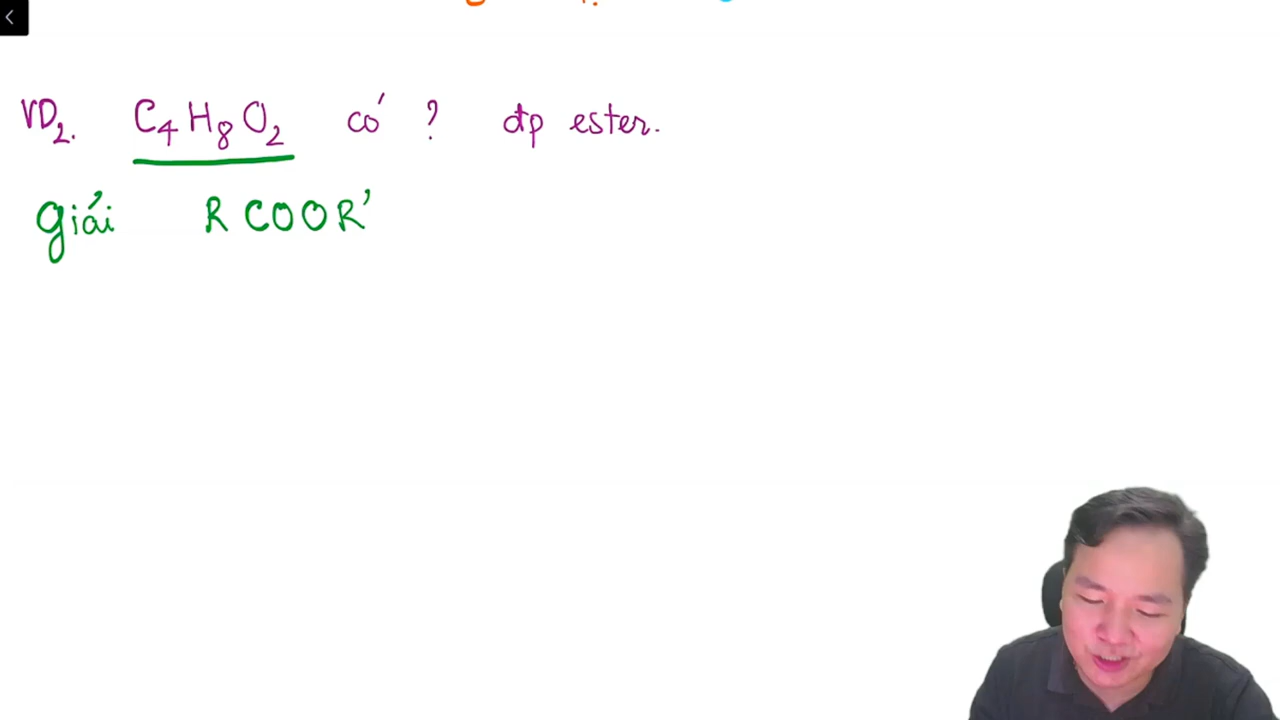 VD₂. C₄H₈O₂ có ? đp ester.
Giải RCOOR'